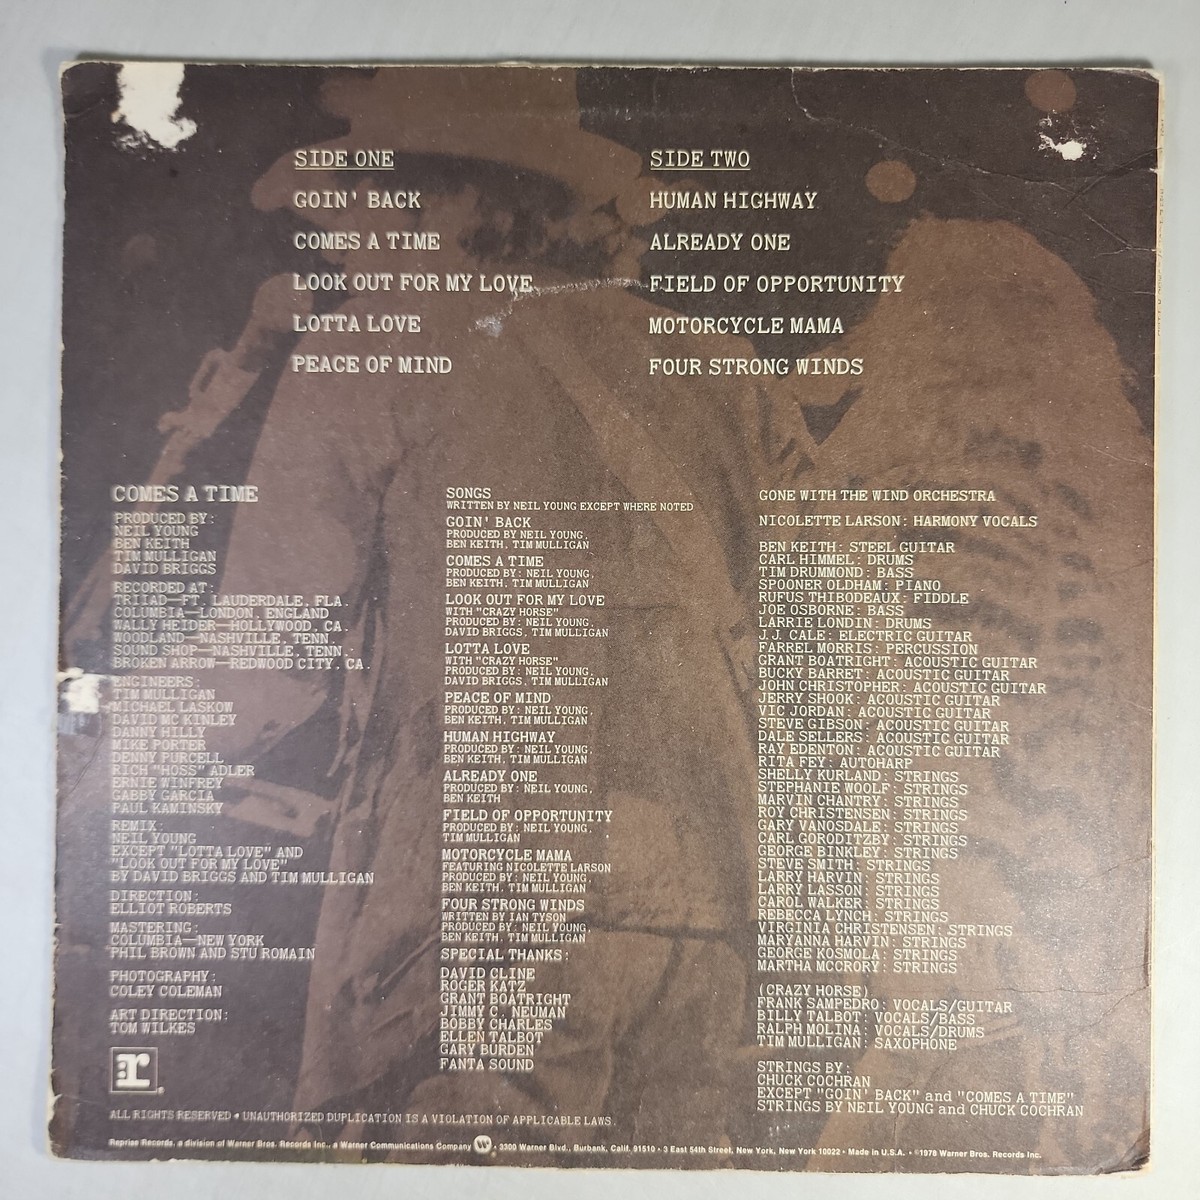 SIDE ONE
GOIN' BACK
COMES A TIME
LOOK OUT FOR MY LOVE
LOTTA LOVE
PEACE OF MIND
SIDE TWO
HUMAN HIGHWAY
ALREADY ONE
FIELD OF OPPORTUNITY
MOTORCYCLE MAMA
FOUR STRONG WINDS
COMES A TIME
PRODUCED BY:
NEIL YOUNG
BEN KEITH
TIM MULLIGAN
DAVID BRIGGS
RECORDED AT:
TRIIAD—FT. LAUDERDALE, FLA.
COLUMBIA—LONDON, ENGLAND
WALLY HEIDER—HOLLYWOOD, CA.
WOODLAND—NASHVILLE, TENN.
SOUND SHOP—NASHVILLE, TENN.
BROKEN ARROW—REDWOOD CITY, CA.
ENGINEERS:
TIM MULLIGAN
MICHAEL LASKOW
DAVID MC KINLEY
DANNY HILLY
MIKE PORTER
DENNY PURCELL
RICH "HOSS" ADLER
ERNIE WINFREY
GABBY GARCIA
PAUL KAMINSKY
REMIX:
NEIL YOUNG
EXCEPT "LOTTA LOVE" AND
"LOOK OUT FOR MY LOVE"
BY DAVID BRIGGS AND TIM MULLIGAN
DIRECTION:
ELLIOT ROBERTS
MASTERING:
COLUMBIA—NEW YORK
PHIL BROWN AND STU ROMAIN
PHOTOGRAPHY:
COLEY COLEMAN
ART DIRECTION:
TOM WILKES
:r
SONGS
WRITTEN BY NEIL YOUNG EXCEPT WHERE NOTED
GOIN' BACK
PRODUCED BY NEIL YOUNG,
BEN KEITH, TIM MULLIGAN
COMES A TIME
PRODUCED BY: NEIL YOUNG,
BEN KEITH, TIM MULLIGAN
LOOK OUT FOR MY LOVE
WITH "CRAZY HORSE"
PRODUCED BY: NEIL YOUNG
DAVID BRIGGS, TIM MULLIGAN
LOTTA LOVE
WITH "CRAZY HORSE"
PRODUCED BY: NEIL YOUNG,
DAVID BRIGGS, TIM MULLIGAN
PEACE OF MIND
PRODUCED BY: NEIL YOUNG,
BEN KEITH, TIM MULLIGAN
HUMAN HIGHWAY
PRODUCED BY: NEIL YOUNG,
BEN KEITH, TIM MULLIGAN
ALREADY ONE
PRODUCED BY: NEIL YOUNG,
BEN KEITH
FIELD OF OPPORTUNITY
PRODUCED BY: NEIL YOUNG,
TIM MULLIGAN
MOTORCYCLE MAMA
FEATURING NICOLETTE LARSON
PRODUCED BY: NEIL YOUNG,
BEN KEITH, TIM MULLIGAN
FOUR STRONG WINDS
WRITTEN BY IAN TYSON
PRODUCED BY: NEIL YOUNG,
BEN KEITH, TIM MULLIGAN
SPECIAL THANKS:
DAVID CLINE
ROGER KATZ
GRANT BOATRIGHT
JIMMY C. NEUMAN
BOBBY CHARLES
ELLEN TALBOT
GARY BURDEN
FANTA SOUND
GONE WITH THE WIND ORCHESTRA
NICOLETTE LARSON: HARMONY VOCALS
BEN KEITH: STEEL GUITAR
CARL HIMMEL: DRUMS
TIM DRUMMOND: BASS
SPOONER OLDHAM: PIANO
RUFUS THIBODEAUX: FIDDLE
JOE OSBORNE: BASS
LARRIE LONDIN: DRUMS
J.J. CALE: ELECTRIC GUITAR
FARREL MORRIS: PERCUSSION
GRANT BOATRIGHT: ACOUSTIC GUITAR
BUCKY BARRET: ACOUSTIC GUITAR
JOHN CHRISTOPHER: ACOUSTIC GUITAR
JERRY SHOOK: ACOUSTIC GUITAR
VIC JORDAN: ACOUSTIC GUITAR
STEVE GIBSON: ACOUSTIC GUITAR
DALE SELLERS: ACOUSTIC GUITAR
RAY EDENTON: ACOUSTIC GUITAR
RITA FEY: AUTOHARP
SHELLY KURLAND: STRINGS
STEPHANIE WOOLF: STRINGS
MARVIN CHANTRY: STRINGS
ROY CHRISTENSEN: STRINGS
GARY VANOSDALE: STRINGS
CARL GORODITZBY: STRINGS
GEORGE BINKLEY: STRINGS
STEVE SMITH: STRINGS
LARRY HARVIN: STRINGS
LARRY LASSON: STRINGS
CAROL WALKER: STRINGS
REBECCA LYNCH: STRINGS
VIRGINIA CHRISTENSEN: STRINGS
MARYANNA HARVIN: STRINGS
GEORGE KOSMOLA: STRINGS
MARTHA MCCRORY: STRINGS
(CRAZY HORSE)
FRANK SAMPEDRO: VOCALS/GUITAR
BILLY TALBOT: VOCALS/BASS
RALPH MOLINA: VOCALS/DRUMS
TIM MULLIGAN: SAXOPHONE
STRINGS BY:
CHUCK COCHRAN
EXCEPT "GOIN' BACK" and "COMES A TIME"
STRINGS BY NEIL YOUNG and CHUCK COCHRAN
ALL RIGHTS RESERVED • UNAUTHORIZED DUPLICATION IS A VIOLATION OF APPLICABLE LAWS.
Reprise Records, a division of Warner Bros. Records Inc., a Warner Communications Company • 3300 Warner Blvd., Burbank, Calif. 91510 • 3 East 54th Street, New York, New York 10022 • Made in U.S.A. • ©1978 Warner Bros. Records Inc.